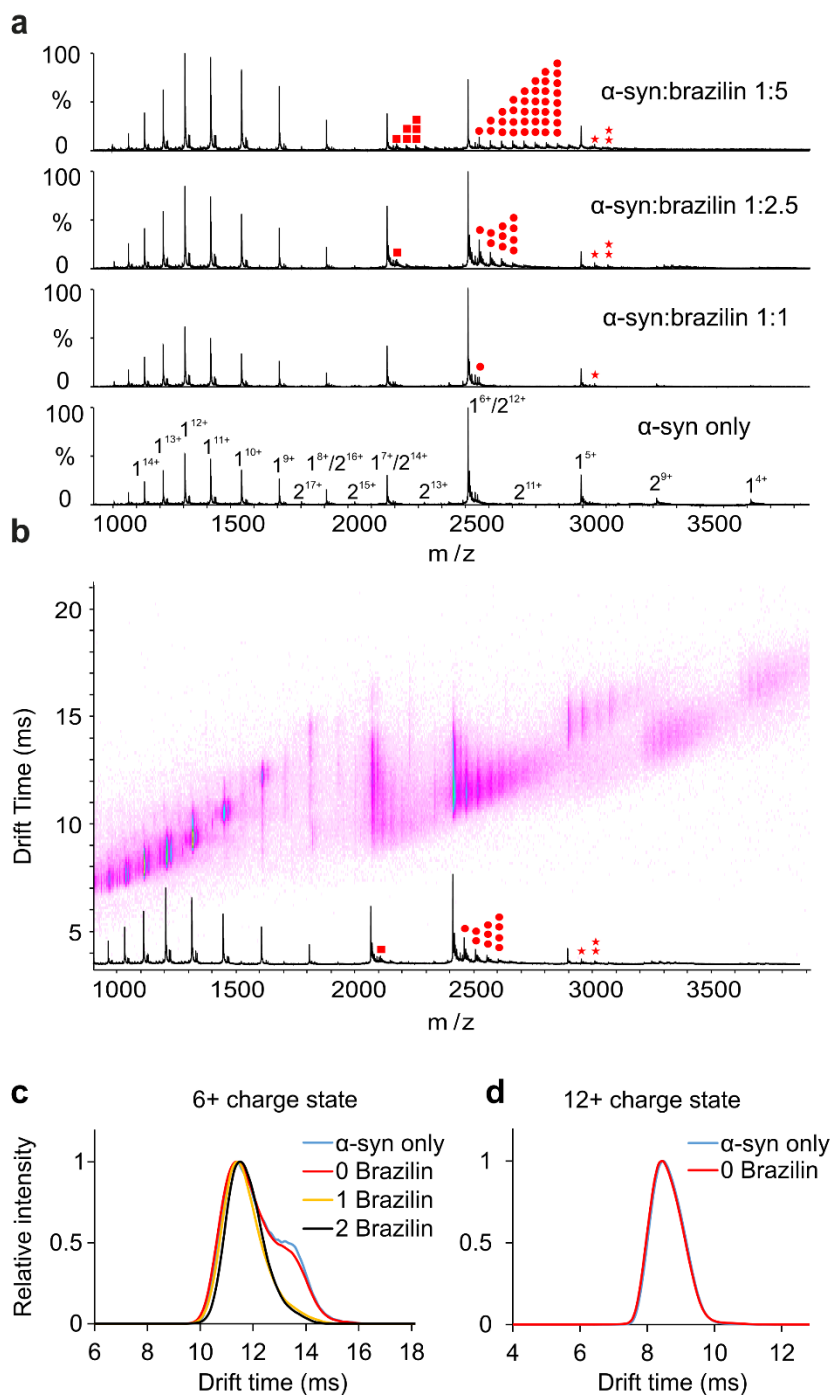 a
100
%
0
α-syn:brazilin 1:5
100
%
0
α-syn:brazilin 1:2.5
100
%
0
α-syn:brazilin 1:1
100
%
0
α-syn only
1¹⁴⁺
1¹³⁺
1¹²⁺
1¹¹⁺
1¹⁰⁺
1⁹⁺
2¹⁷⁺
1⁸⁺/2¹⁶⁺
2¹⁵⁺
1⁷⁺/2¹⁴⁺
2¹³⁺
1⁶⁺/2¹²⁺
2¹¹⁺
1⁵⁺
2⁹⁺
1⁴⁺
1000 1500 2000 2500 3000 3500
m/z
b
Drift Time (ms)
20
15
10
5
1000 1500 2000 2500 3000 3500
m/z
c
6+ charge state
Relative intensity
1
0.5
0
α-syn only
0 Brazilin
1 Brazilin
2 Brazilin
6 8 10 12 14 16 18
Drift time (ms)
d
12+ charge state
1
0.5
0
α-syn only
0 Brazilin
4 6 8 10 12
Drift time (ms)